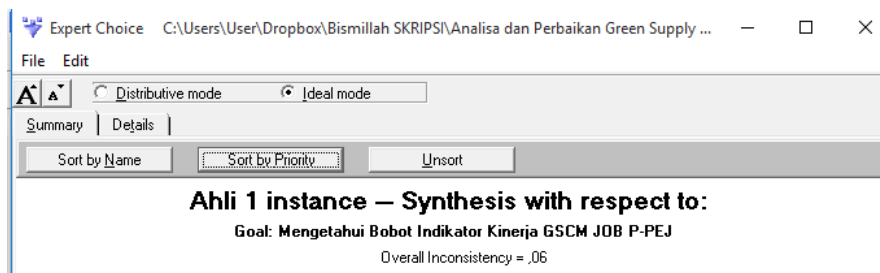 Expert Choice C:\Users\User\Dropbox\Bismillah SKRIPSI\Analisa dan Perbaikan Green Supply ...
File Edit
A A Distributive mode Ideal mode
Summary Details
Sort by Name Sort by Priority Unsort
Ahli 1 instance -- Synthesis with respect to:
Goal: Mengetahui Bobot Indikator Kinerja GSCM JOB P-PEJ
Overall Inconsistency = ,06